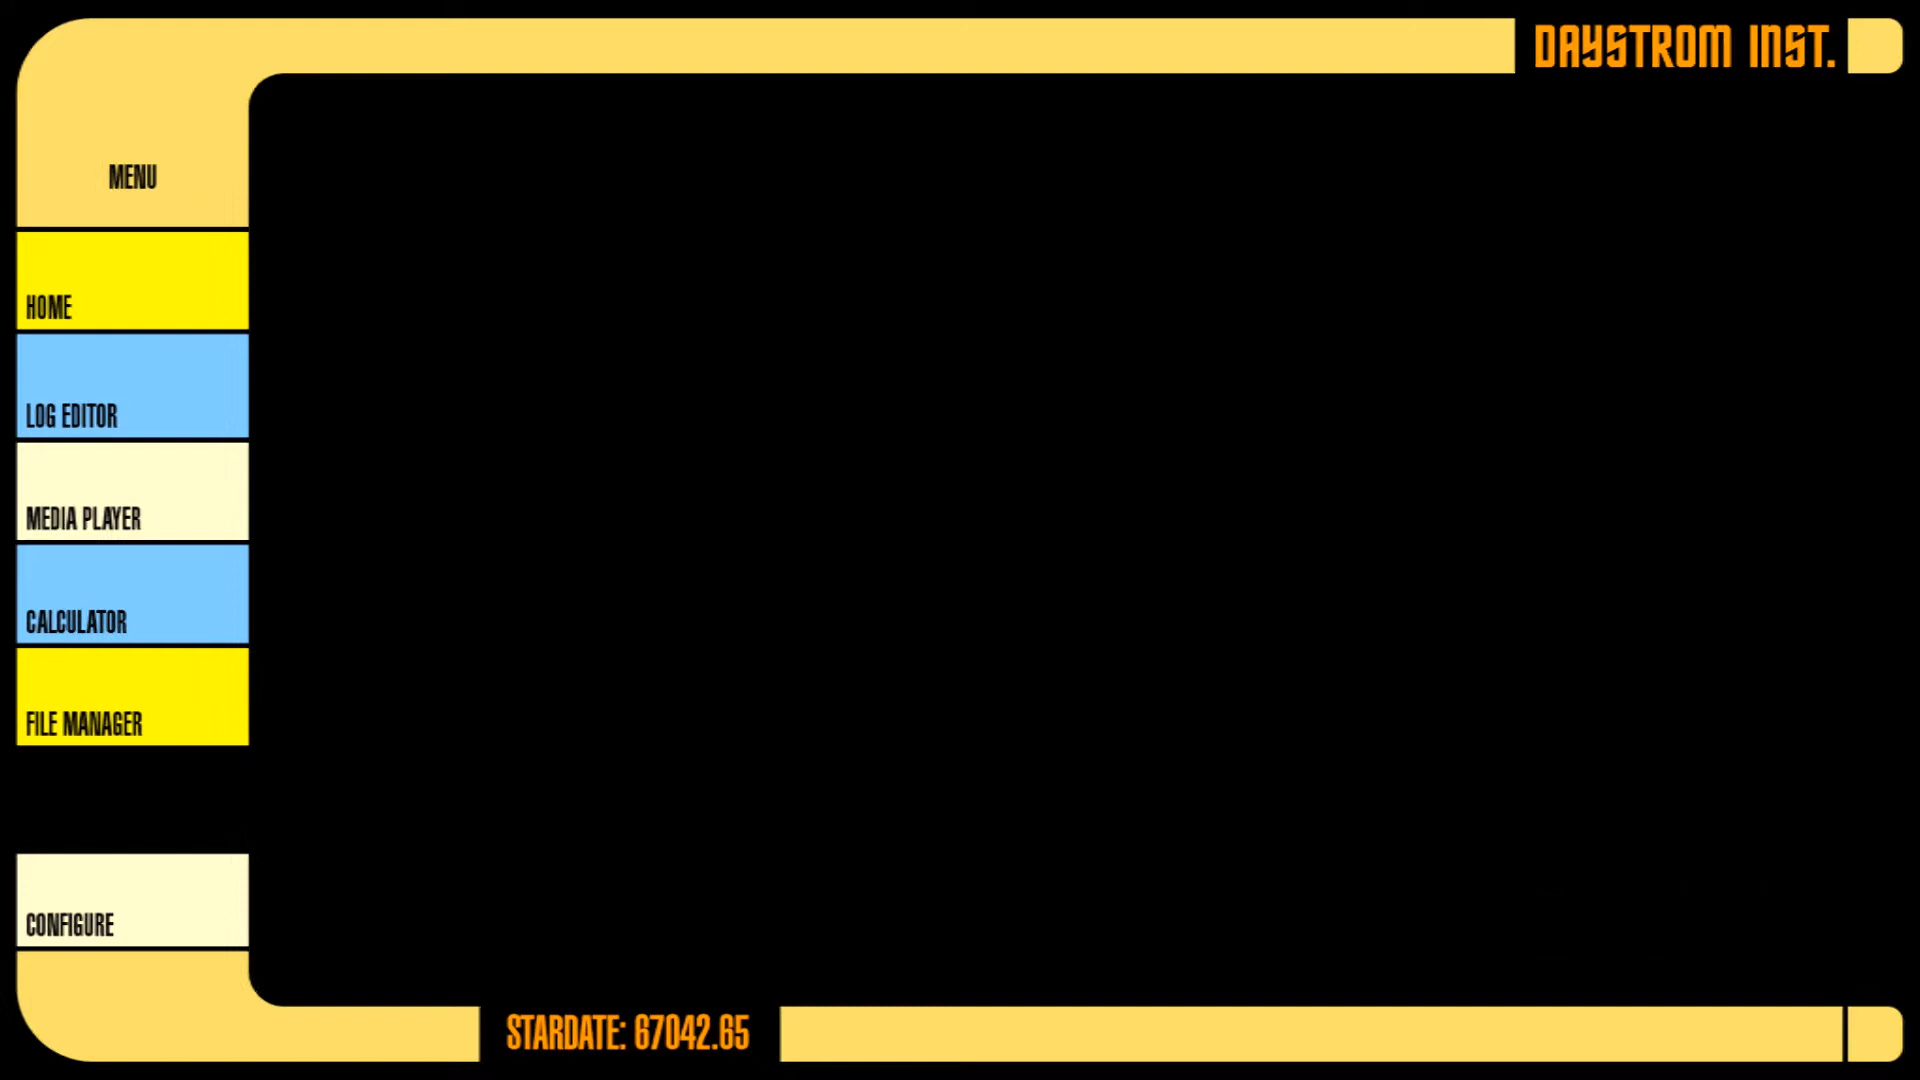 DAYSTROM INST.
MENU
HOME
LOG EDITOR
MEDIA PLAYER
CALCULATOR
FILE MANAGER
CONFIGURE
STARDATE: 67042.65